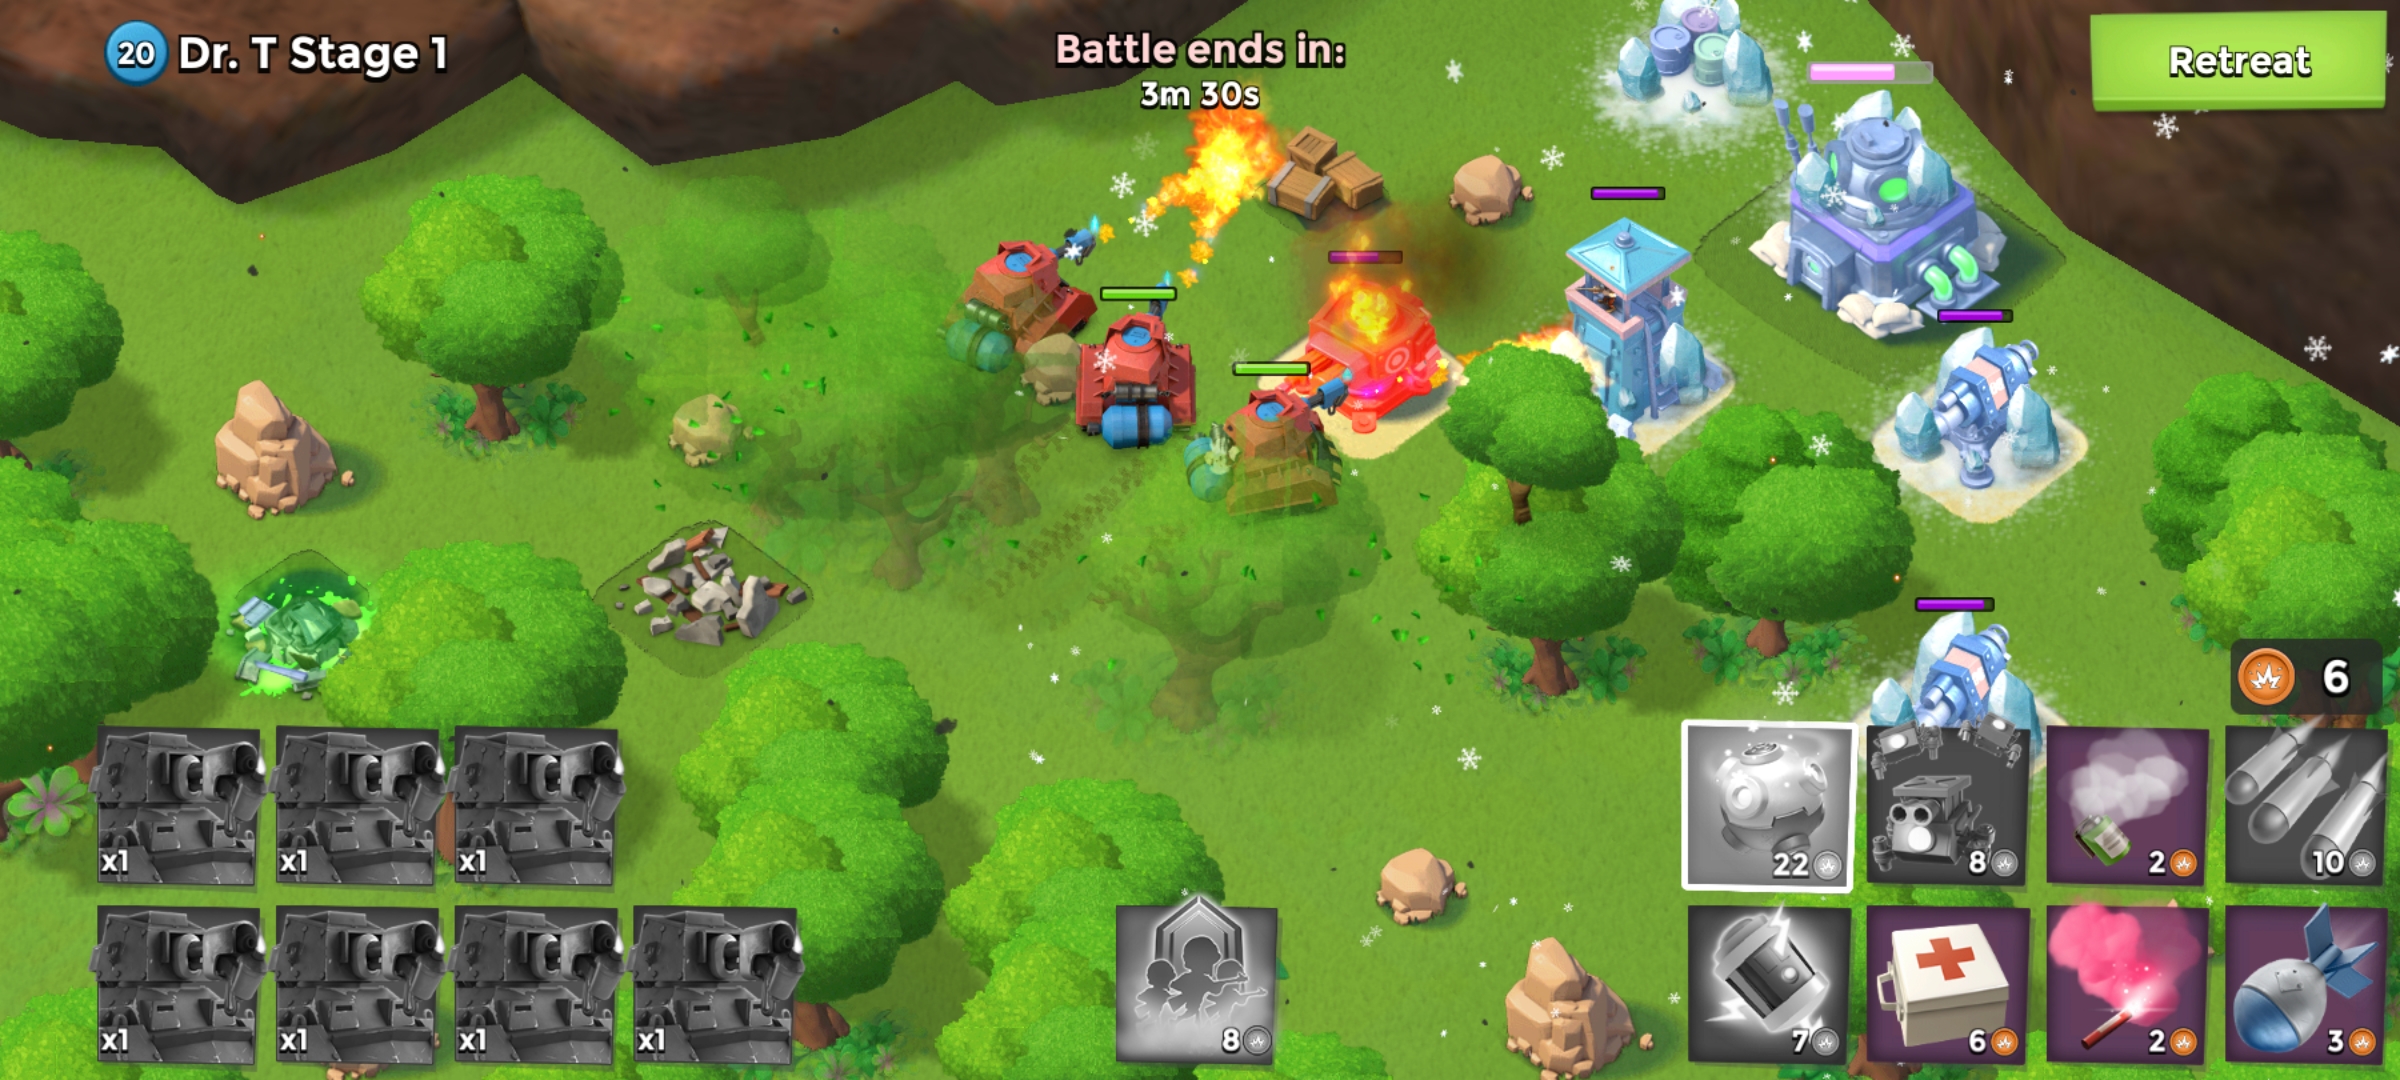 20 Dr. T Stage 1
Battle ends in:
3m 30s
Retreat
6
x1 x1 x1
22 8 2 10
x1 x1 x1 x1
8
7 6 2 3